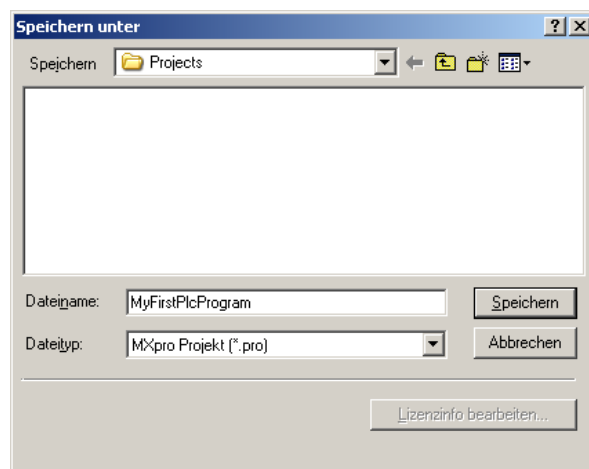 Speichern unter
Speichern Projects
Dateiname: MyFirstPlcProgram Speichern
Dateityp: MXpro Projekt (*.pro) Abbrechen
Lizenzinfo bearbeiten...